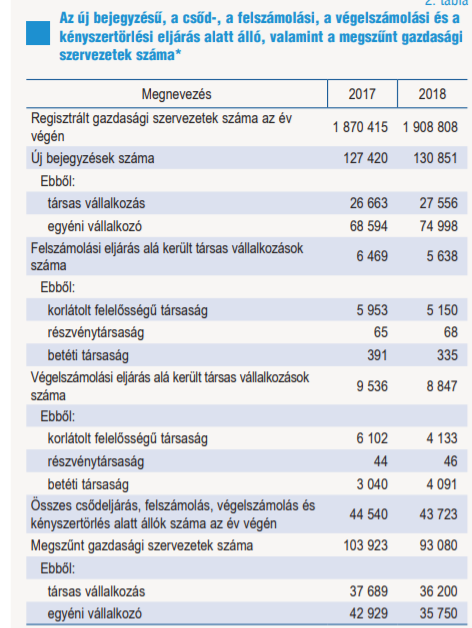 2. tábla
Az új bejegyzésű, a csőd-, a felszámolási, a végelszámolási és a
kényszertörlési eljárás alatt álló, valamint a megszűnt gazdasági
szervezetek száma*
Megnevezés 2017 2018
Regisztrált gazdasági szervezetek száma az év
végén 1 870 415 1 908 808
Új bejegyzések száma 127 420 130 851
Ebből:
társas vállalkozás 26 663 27 556
egyéni vállalkozó 68 594 74 998
Felszámolási eljárás alá került társas vállalkozások
száma 6 469 5 638
Ebből:
korlátolt felelősségű társaság 5 953 5 150
részvénytársaság 65 68
betéti társaság 391 335
Végelszámolási eljárás alá került társas vállalkozások
száma 9 536 8 847
Ebből:
korlátolt felelősségű társaság 6 102 4 133
részvénytársaság 44 46
betéti társaság 3 040 4 091
Összes csődeljárás, felszámolás, végelszámolás és
kényszertörlés alatt állók száma az év végén 44 540 43 723
Megszűnt gazdasági szervezetek száma 103 923 93 080
Ebből:
társas vállalkozás 37 689 36 200
egyéni vállalkozó 42 929 35 750